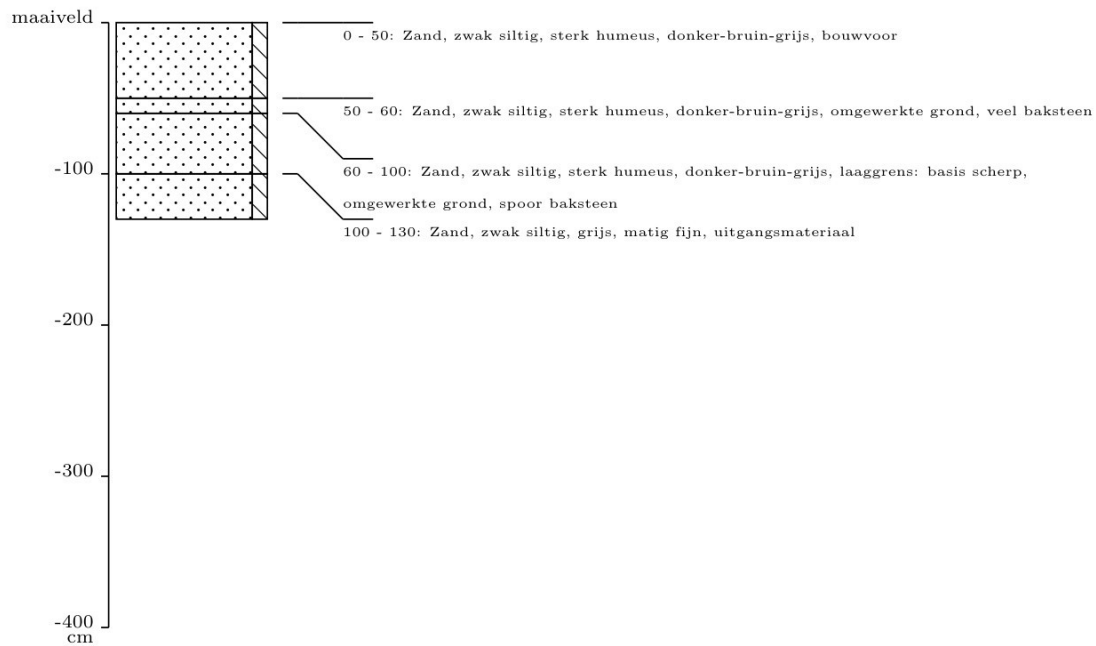 maaiveld
0 - 50: Zand, zwak siltig, sterk humeus, donker-bruin-grijs, bouwvoor
50 - 60: Zand, zwak siltig, sterk humeus, donker-bruin-grijs, omgewerkte grond, veel baksteen
-100
60 - 100: Zand, zwak siltig, sterk humeus, donker-bruin-grijs, laaggrens: basis scherp,
omgewerkte grond, spoor baksteen
100 - 130: Zand, zwak siltig, grijs, matig fijn, uitgangsmateriaal
-200
-300
-400
cm